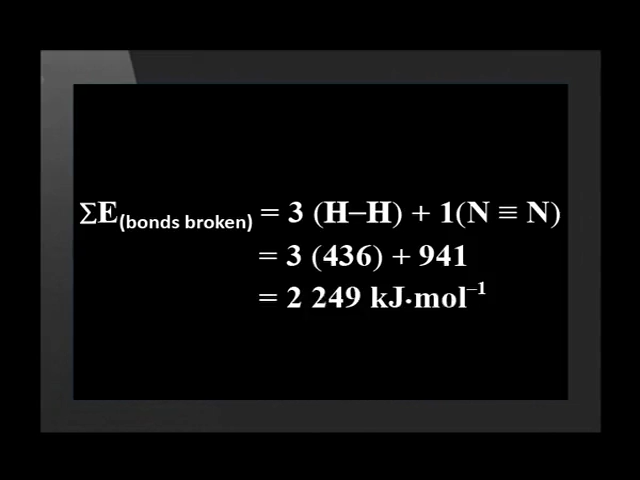 ΣE(bonds broken) = 3 (H–H) + 1(N ≡ N)
= 3 (436) + 941
= 2 249 kJ·mol⁻¹